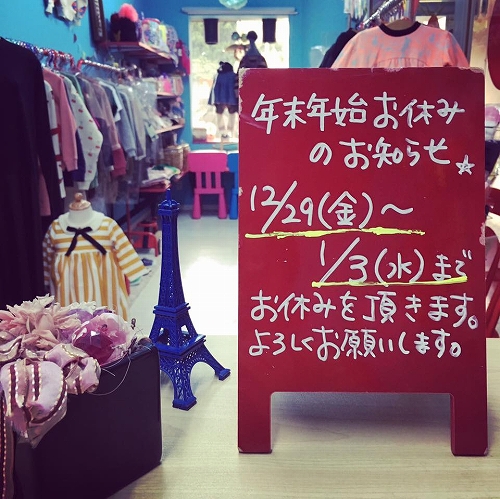 年末年始お休み
のお知らせ☆
12/29(金)〜
1/3(水)まで
お休みを頂きます。
よろしくお願いします。